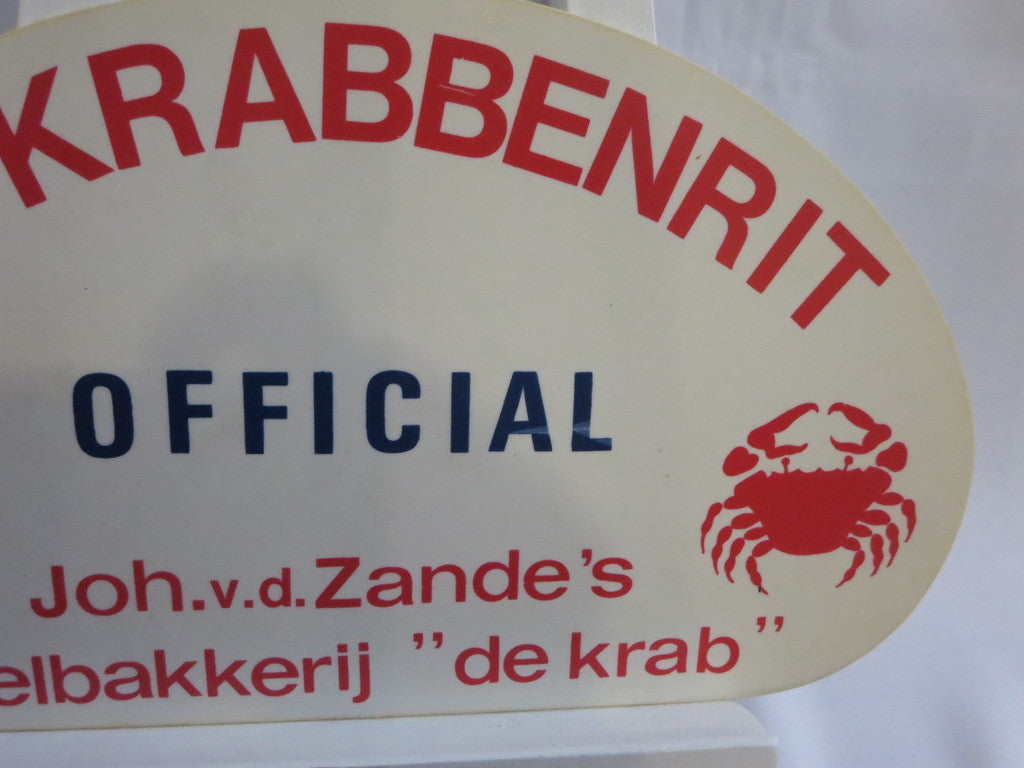 KRABBENRIT
OFFICIAL
Joh.v.d.Zande's
elbakkerij "de krab"